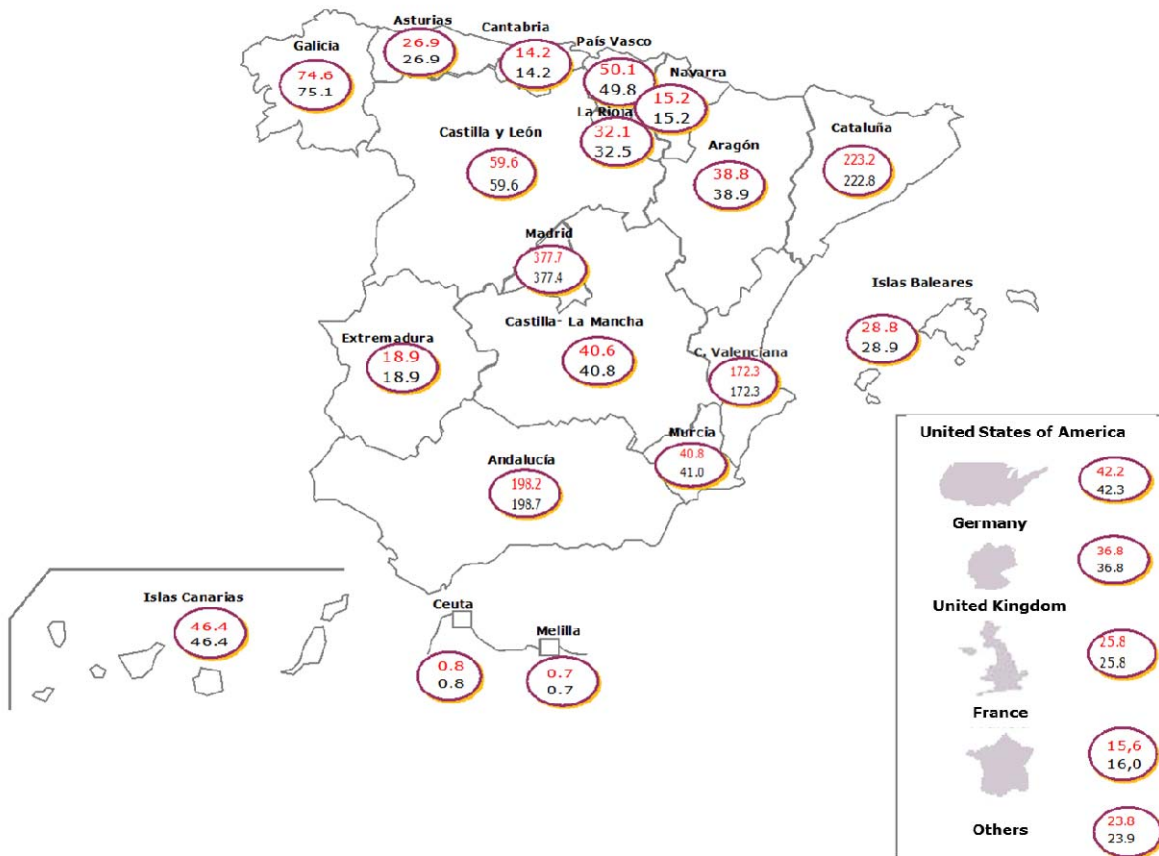 Asturias
26.9
26.9
Cantabria
14.2
14.2
País Vasco
50.1
49.8
Galicia
74.6
75.1
Navarra
15.2
15.2
La Rioja
32.1
32.5
Castilla y León
59.6
59.6
Aragón
38.8
38.9
Cataluña
223.2
222.8
Madrid
377.7
377.4
Islas Baleares
28.8
28.9
Extremadura
18.9
18.9
Castilla- La Mancha
40.6
40.8
C. Valenciana
172.3
172.3
Murcia
40.8
41.0
Andalucía
198.2
198.7
Islas Canarias
46.4
46.4
Ceuta
0.8
0.8
Melilla
0.7
0.7
United States of America
42.2
42.3
Germany
36.8
36.8
United Kingdom
25.8
25.8
France
15,6
16,0
Others
23.8
23.9